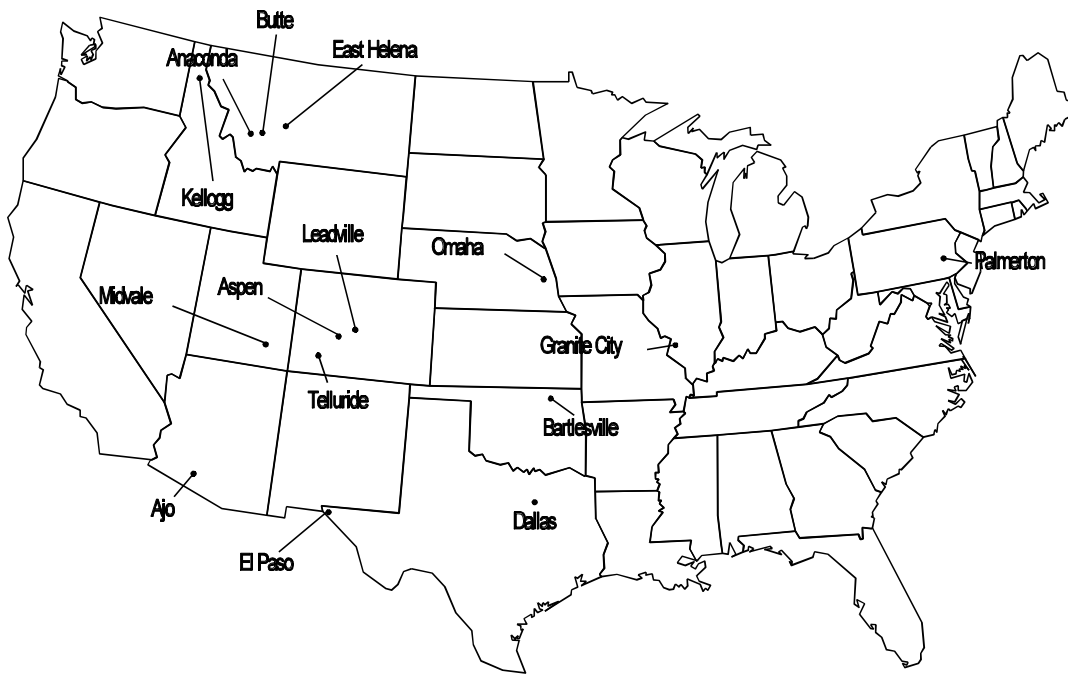 Butte
East Helena
Anaconda
Kellogg
Leadville
Omaha
Aspen
Midvale
Palmerton
Granite City
Telluride
Bartlesville
Ajo
Dallas
El Paso